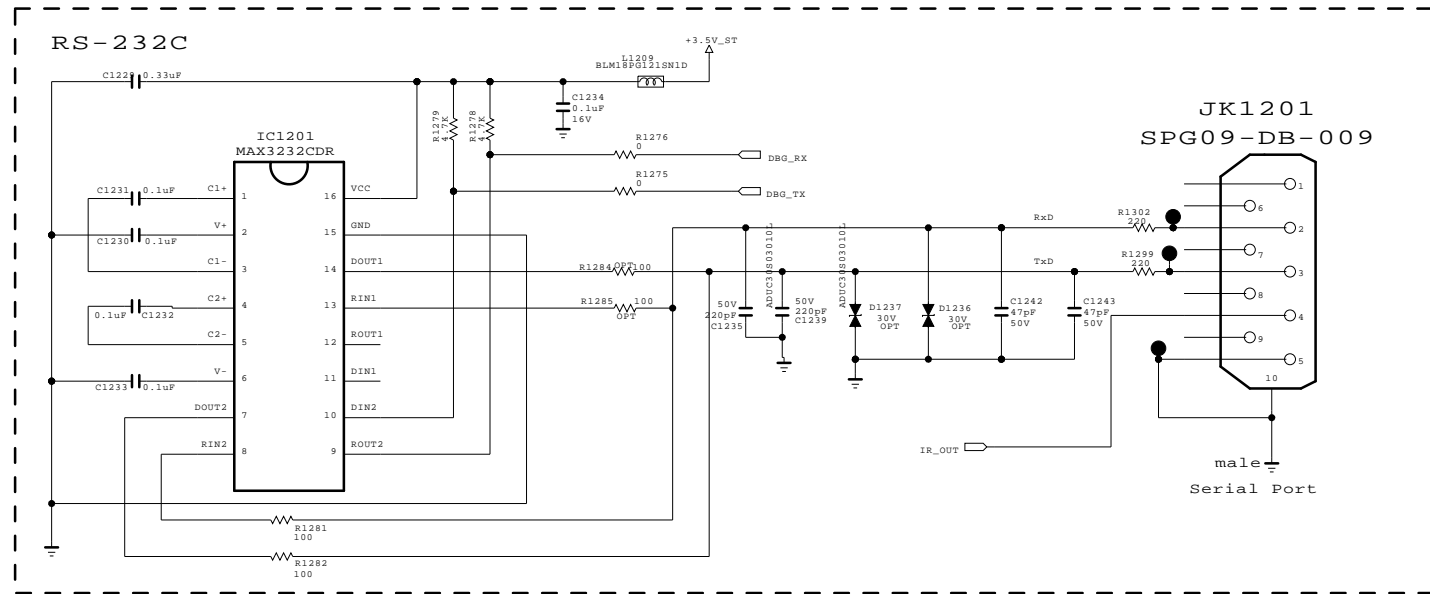 RS-232C
+3.5V_ST
L1209
BLM18PG121SN1D
C1229 0.33uF
C1234
0.1uF
16V
R1279
4.7K
R1278
4.7K
JK1201
SPG09-DB-009
IC1201
MAX3232CDR
R1276
0
DBG_RX
R1275
0
DBG_TX
C1231 0.1uF
C1+
1
16
VCC
C1230 0.1uF
V+
2
15
GND
C1-
3
14
DOUT1
R1284 OPT 100
0.1uF C1232
C2+
4
13
RIN1
R1285 100
OPT
C2-
5
12
ROUT1
C1233 0.1uF
V-
6
11
DIN1
DOUT2
7
10
DIN2
RIN2
8
9
ROUT2
R1281
100
R1282
100
ADUC30S03010L
ADUC30S03010L
50V
220pF
C1235
50V
220pF
C1239
D1237
30V
OPT
D1236
30V
OPT
C1242
47pF
50V
C1243
47pF
50V
RxD
TxD
R1302
220
R1299
220
1
6
2
7
3
8
4
9
5
10
IR_OUT
male
Serial Port